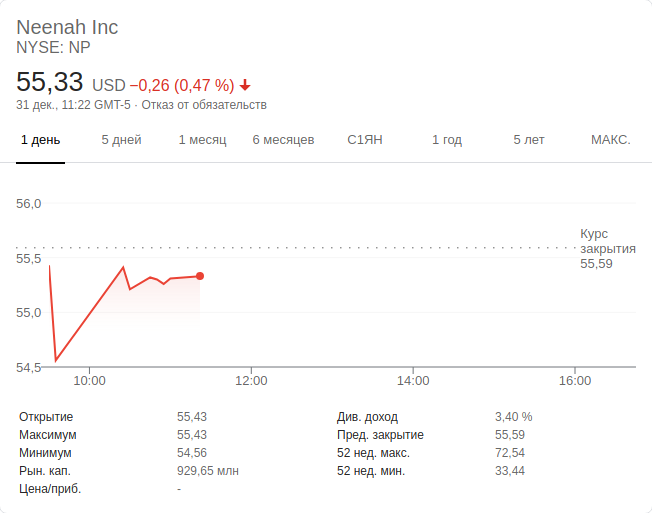 Neenah Inc
NYSE: NP
55,33 USD −0,26 (0,47 %)
31 дек., 11:22 GMT-5 · Отказ от обязательств
1 день 5 дней 1 месяц 6 месяцев С1ЯН 1 год 5 лет МАКС.
56,0
Курс
закрытия
55,59
55,5
55,0
54,5
10:00 12:00 14:00 16:00
Открытие 55,43 Див. доход 3,40 %
Максимум 55,43 Пред. закрытие 55,59
Минимум 54,56 52 нед. макс. 72,54
Рын. кап. 929,65 млн 52 нед. мин. 33,44
Цена/приб. -